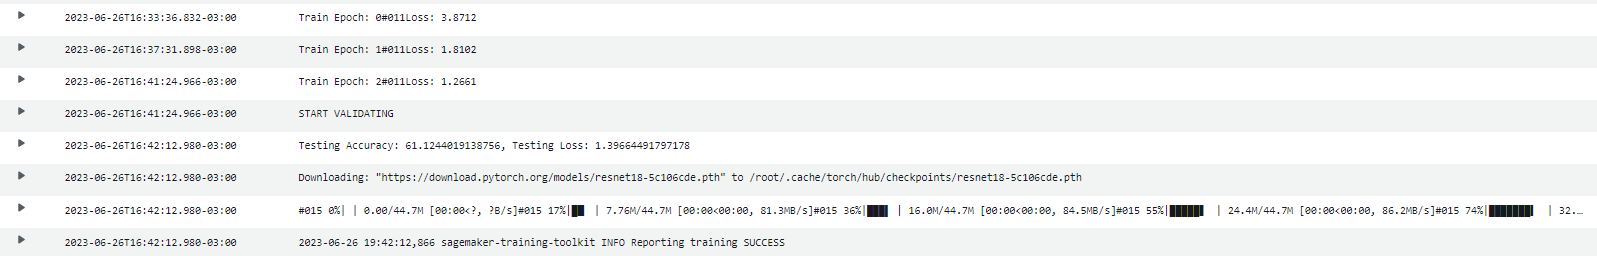 2023-06-26T16:33:36.832-03:00 Train Epoch: 0#011Loss: 3.8712
2023-06-26T16:37:31.898-03:00 Train Epoch: 1#011Loss: 1.8102
2023-06-26T16:41:24.966-03:00 Train Epoch: 2#011Loss: 1.2661
2023-06-26T16:41:24.966-03:00 START VALIDATING
2023-06-26T16:42:12.980-03:00 Testing Accuracy: 61.1244019138756, Testing Loss: 1.39664491797178
2023-06-26T16:42:12.980-03:00 Downloading: "https://download.pytorch.org/models/resnet18-5c106cde.pth" to /root/.cache/torch/hub/checkpoints/resnet18-5c106cde.pth
2023-06-26T16:42:12.980-03:00 #015 0%| | 0.00/44.7M [00:00<?, ?B/s]#015 17%|█▋ | 7.76M/44.7M [00:00<00:00, 81.3MB/s]#015 36%|███▌ | 16.0M/44.7M [00:00<00:00, 84.5MB/s]#015 55%|█████▍ | 24.4M/44.7M [00:00<00:00, 86.2MB/s]#015 74%|███████▎ | 32.…
2023-06-26T16:42:12.980-03:00 2023-06-26 19:42:12,866 sagemaker-training-toolkit INFO Reporting training SUCCESS